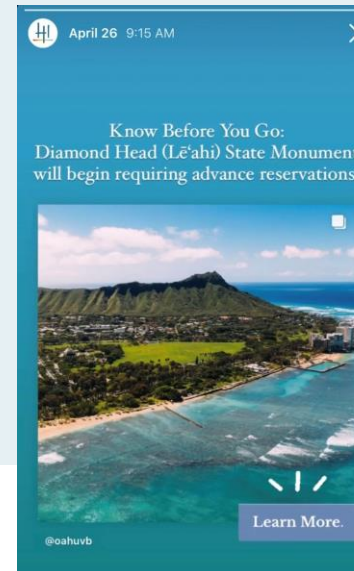 HI
April 26 9:15 AM
Know Before You Go:
Diamond Head (Lēʻahi) State Monument
will begin requiring advance reservations
Learn More.
@oahuvb